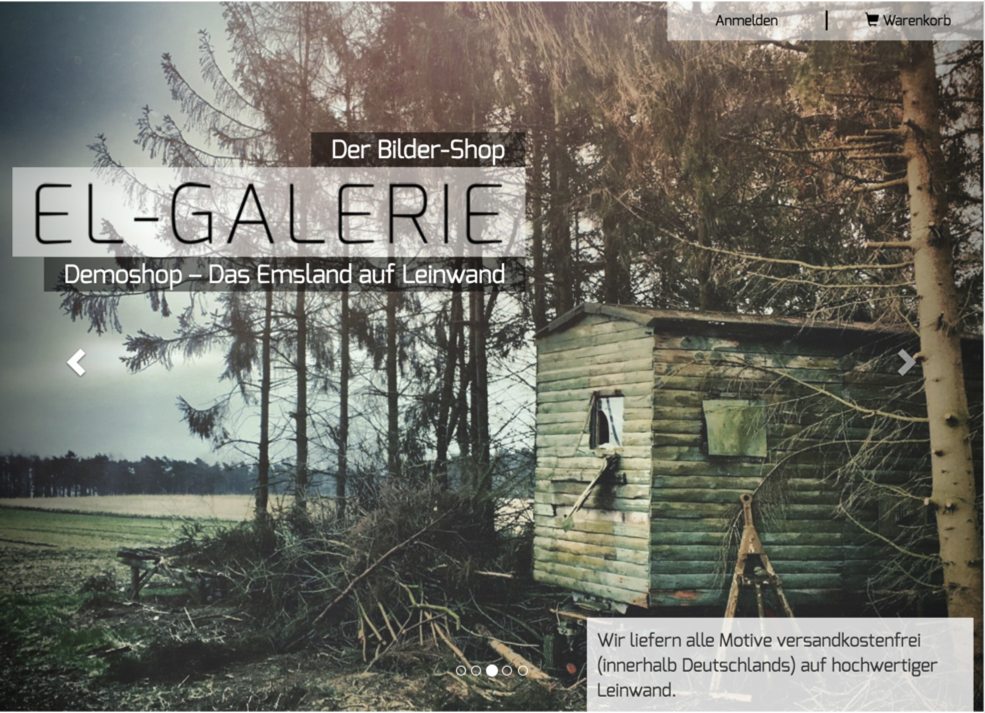 Anmelden | Warenkorb
Der Bilder-Shop
EL-GALERIE
Demoshop – Das Emsland auf Leinwand
Wir liefern alle Motive versandkostenfrei
(innerhalb Deutschlands) auf hochwertiger
Leinwand.